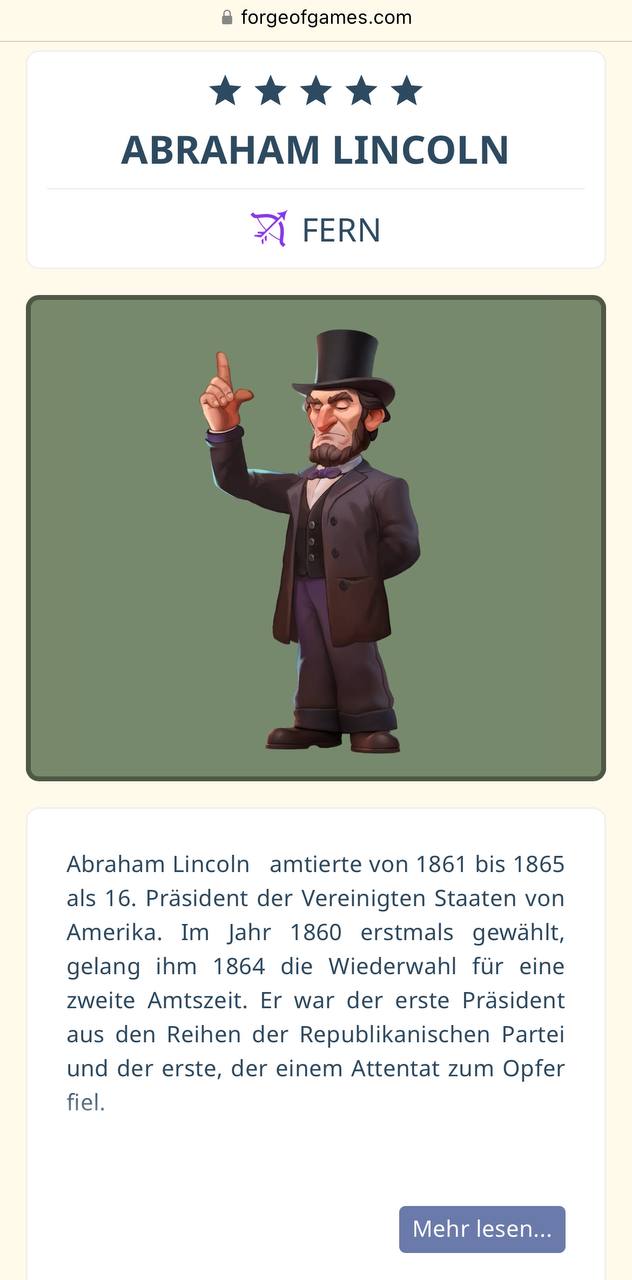 forgeofgames.com
ABRAHAM LINCOLN
FERN
Abraham Lincoln amtierte von 1861 bis 1865
als 16. Präsident der Vereinigten Staaten von
Amerika. Im Jahr 1860 erstmals gewählt,
gelang ihm 1864 die Wiederwahl für eine
zweite Amtszeit. Er war der erste Präsident
aus den Reihen der Republikanischen Partei
und der erste, der einem Attentat zum Opfer
fiel.
Mehr lesen...